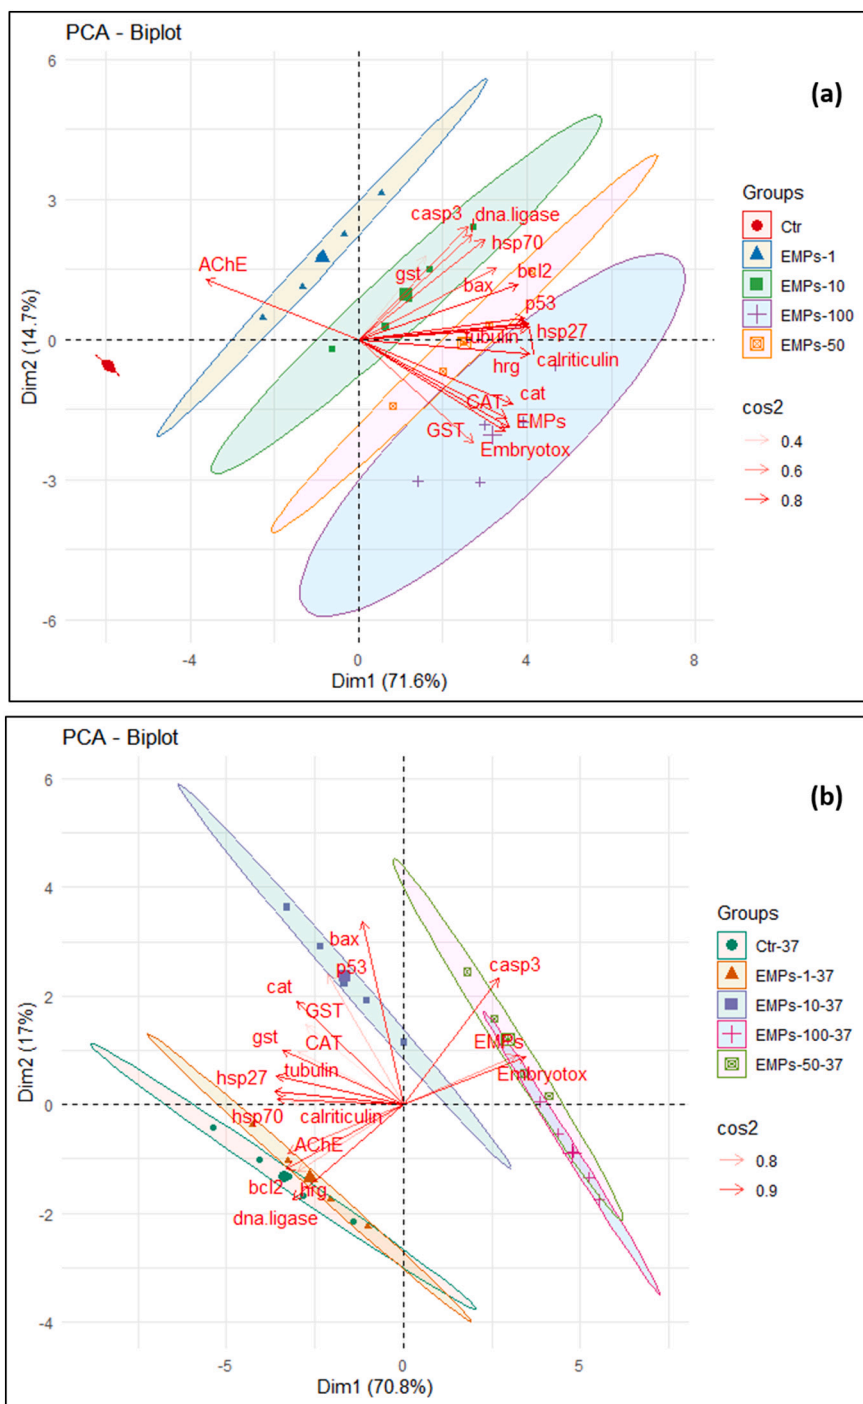 PCA - Biplot
(a)
6
3
0
-3
-6
Dim2 (14.7%)
casp3
dna.ligase
hsp70
AChE
gst
bcl2
bax
p53
hsp27
tubulin
calriticulin
hrg
cat
CAT
EMPs
GST
Embryotox
-4
0
4
8
Dim1 (71.6%)
Groups
Ctr
EMPs-1
EMPs-10
EMPs-100
EMPs-50
cos2
0.4
0.6
0.8
PCA - Biplot
(b)
6
4
2
0
-2
-4
Dim2 (17%)
bax
p53
casp3
cat
GST
CAT
EMPs
gst
tubulin
Embryotox
hsp27
hsp70
calriticulin
AChE
bcl2
hrg
dna.ligase
-5
0
5
Dim1 (70.8%)
Groups
Ctr-37
EMPs-1-37
EMPs-10-37
EMPs-100-37
EMPs-50-37
cos2
0.8
0.9